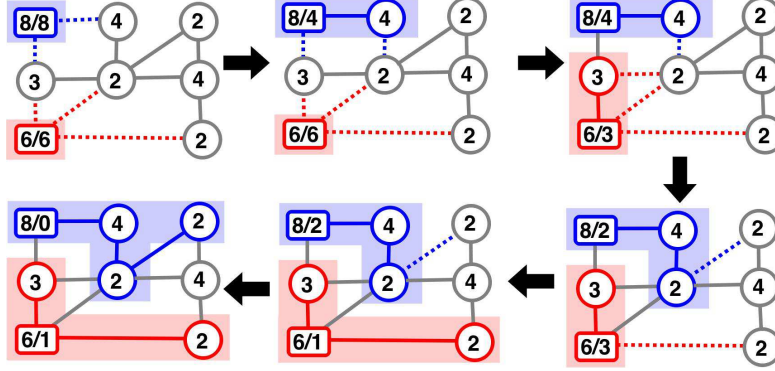 8/8 4 2 8/4 4 2 8/4 4 2
3 2 4 3 2 4 3 2 4
6/6 2 6/6 2 6/3 2
8/0 4 2 8/2 4 2 8/2 4 2
3 2 4 3 2 4 3 2 4
6/1 2 6/1 2 6/3 2